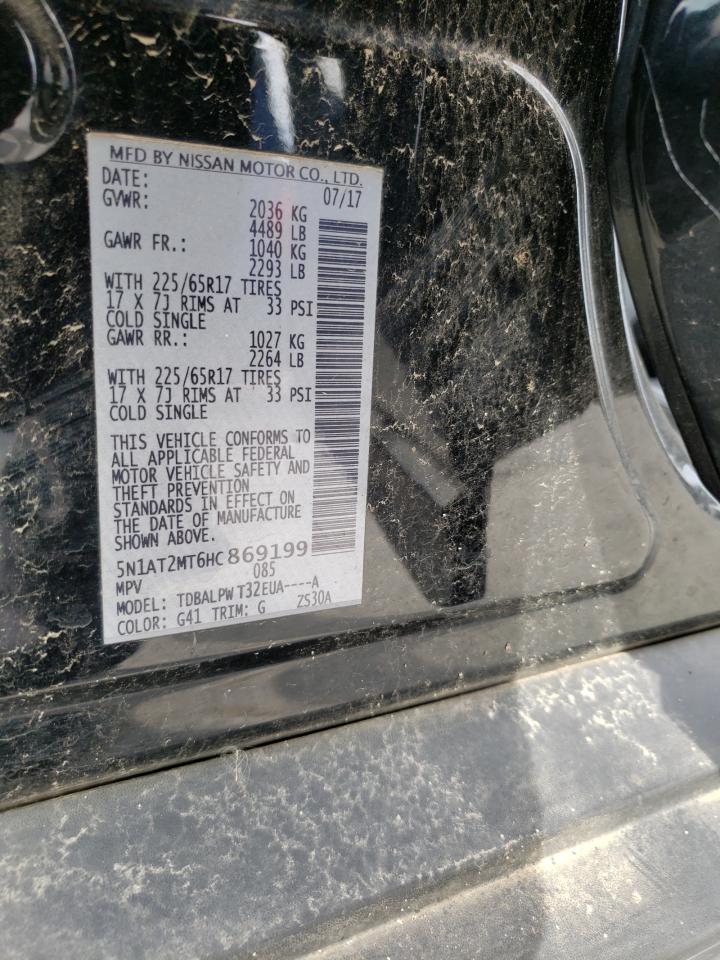 MFD BY NISSAN MOTOR CO., LTD.
DATE: 07/17
GVWR: 2036 KG
4489 LB
GAWR FR.: 1040 KG
2293 LB
WITH 225/65R17 TIRES
17 X 7J RIMS AT 33 PSI
COLD SINGLE
GAWR RR.: 1027 KG
2264 LB
WITH 225/65R17 TIRES
17 X 7J RIMS AT 33 PSI
COLD SINGLE
THIS VEHICLE CONFORMS TO
ALL APPLICABLE FEDERAL
MOTOR VEHICLE SAFETY AND
THEFT PREVENTION
STANDARDS IN EFFECT ON
THE DATE OF MANUFACTURE
SHOWN ABOVE.
5N1AT2MT6HC869199
MPV 085
MODEL: TDBALPW T32EUA----A
COLOR: G41 TRIM: G ZS30A